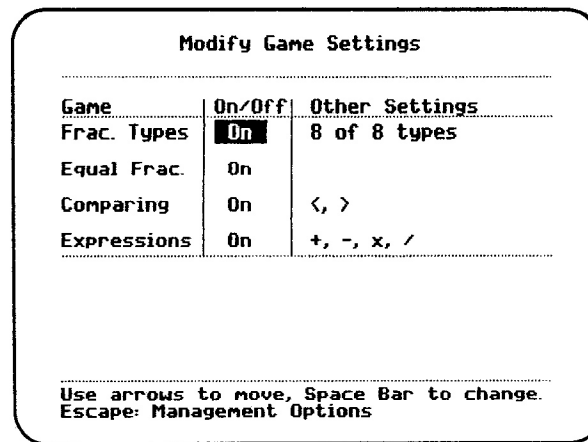 Modify Game Settings
Game On/Off Other Settings
Frac. Types On 8 of 8 types
Equal Frac. On
Comparing On <, >
Expressions On +, -, x, /
Use arrows to move, Space Bar to change.
Escape: Management Options